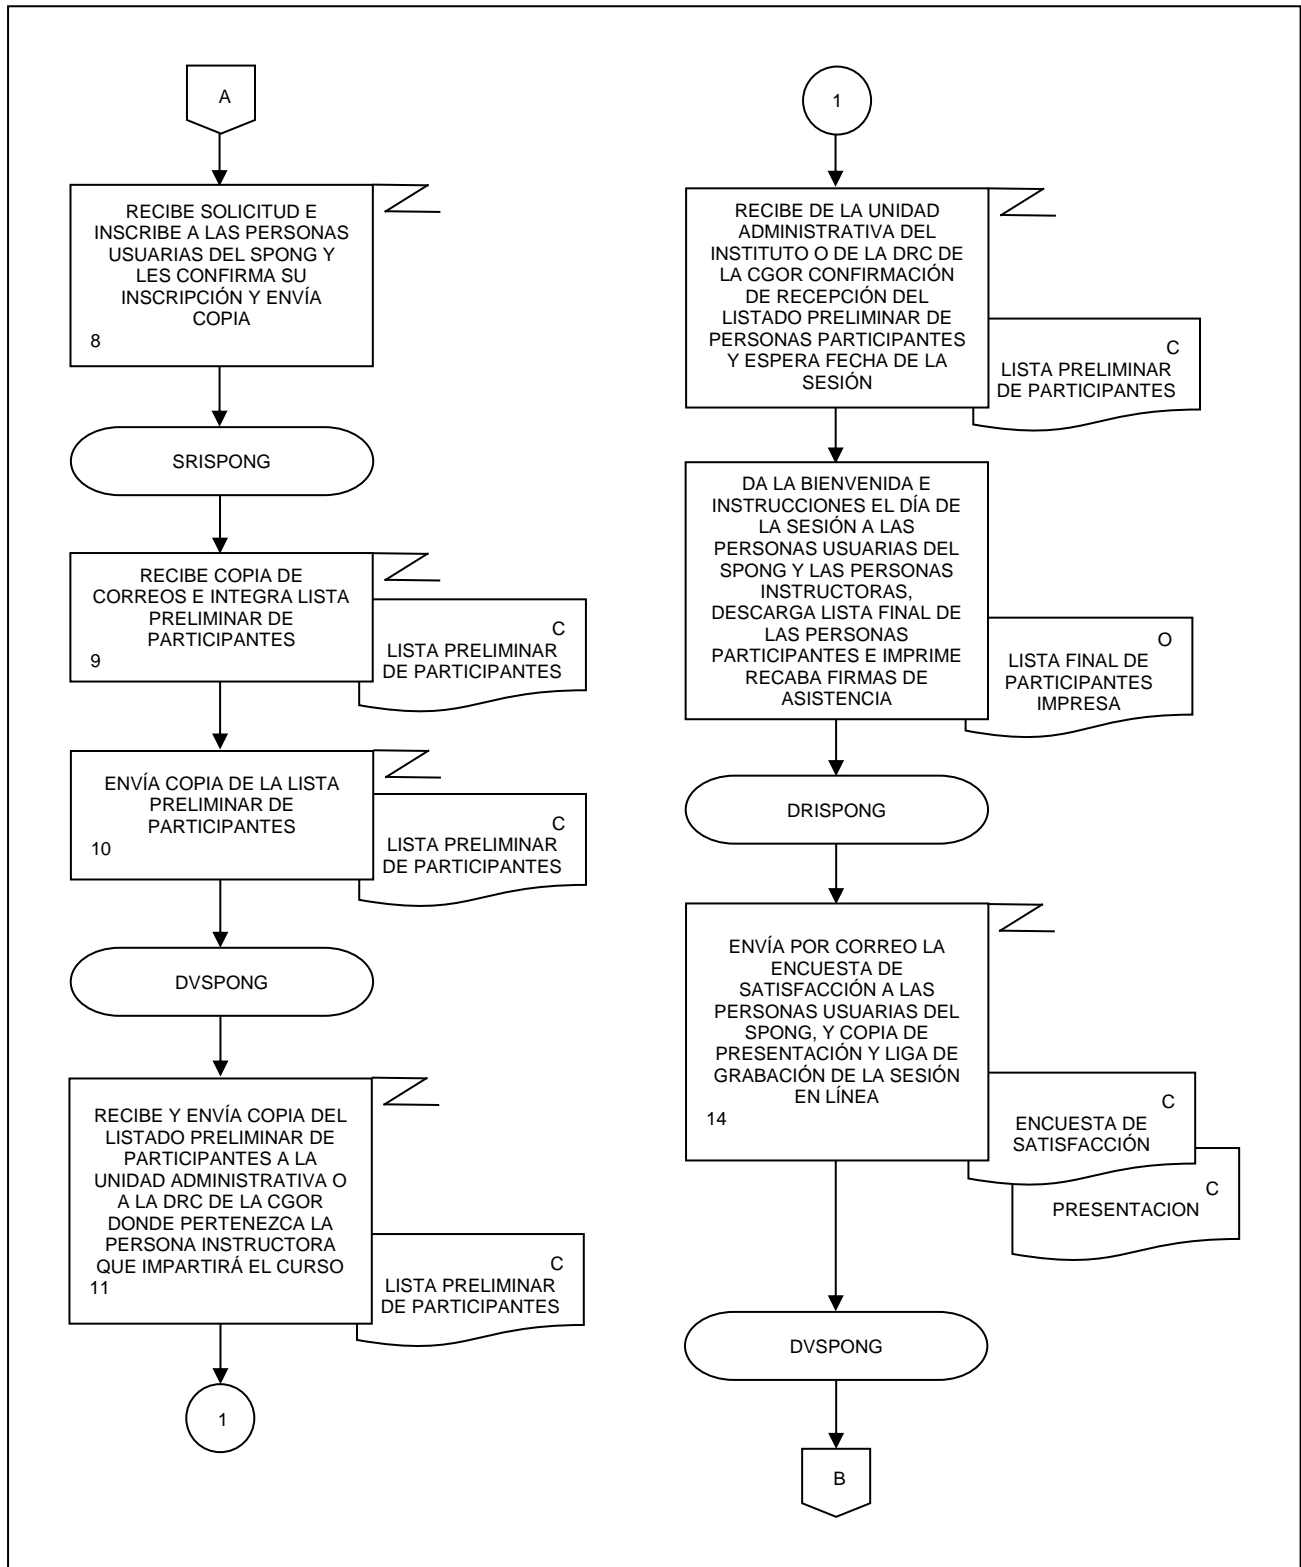 A
RECIBE SOLICITUD E
INSCRIBE A LAS PERSONAS
USUARIAS DEL SPONG Y
LES CONFIRMA SU
INSCRIPCIÓN Y ENVÍA
COPIA
8
SRISPONG
RECIBE COPIA DE
CORREOS E INTEGRA LISTA
PRELIMINAR DE
PARTICIPANTES
9
C
LISTA PRELIMINAR
DE PARTICIPANTES
ENVÍA COPIA DE LA LISTA
PRELIMINAR DE
PARTICIPANTES
10
C
LISTA PRELIMINAR
DE PARTICIPANTES
DVSPONG
RECIBE Y ENVÍA COPIA DEL
LISTADO PRELIMINAR DE
PARTICIPANTES A LA
UNIDAD ADMINISTRATIVA O
A LA DRC DE LA CGOR
DONDE PERTENEZCA LA
PERSONA INSTRUCTORA
QUE IMPARTIRÁ EL CURSO
11
C
LISTA PRELIMINAR
DE PARTICIPANTES
1
1
RECIBE DE LA UNIDAD
ADMINISTRATIVA DEL
INSTITUTO O DE LA DRC DE
LA CGOR CONFIRMACIÓN
DE RECEPCIÓN DEL
LISTADO PRELIMINAR DE
PERSONAS PARTICIPANTES
Y ESPERA FECHA DE LA
SESIÓN
C
LISTA PRELIMINAR
DE PARTICIPANTES
DA LA BIENVENIDA E
INSTRUCCIONES EL DÍA DE
LA SESIÓN A LAS
PERSONAS USUARIAS DEL
SPONG Y LAS PERSONAS
INSTRUCTORAS,
DESCARGA LISTA FINAL DE
LAS PERSONAS
PARTICIPANTES E IMPRIME
RECABA FIRMAS DE
ASISTENCIA
O
LISTA FINAL DE
PARTICIPANTES
IMPRESA
DRISPONG
ENVÍA POR CORREO LA
ENCUESTA DE
SATISFACCIÓN A LAS
PERSONAS USUARIAS DEL
SPONG, Y COPIA DE
PRESENTACIÓN Y LIGA DE
GRABACIÓN DE LA SESIÓN
EN LÍNEA
14
C
ENCUESTA DE
SATISFACCIÓN
C
PRESENTACION
DVSPONG
B